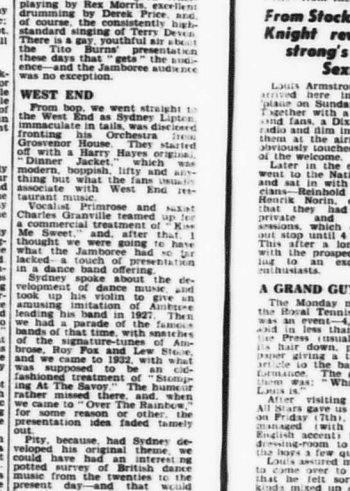 playing by Rex Morris, excellent
drumming by Derek Price, and,
of course, the consistently high-
standard singing of Terry Devon.
There is a gay, youthful air about
the Tito Burns' presentation
these days that " gets " the audi-
ence—and the Jamboree audience
was no exception.
WEST END
From bop, we went straight to
the West End as Sydney Lipton,
immaculate in tails, was disclosed
fronting his Orchestra from
Grosvenor House. They started
off with a Harry Hayes original,
" Dinner Jacket," which was
modern, boppish, lifty and any-
thing but what the fans usually
associate with West End res-
taurant music.
Vocalist Primrose and saxist
Charles Granville teamed up for
a commercial treatment of " Kiss
Me Sweet," and, after that, I
thought we were going to have
what the Jamboree had so far
lacked—a touch of presentation
in a dance band offering.
Sydney spoke about the de-
velopment of dance music and
took up his violin to give an
amusing imitation of Ambrose
leading his band in 1927. Then
we had a parade of the famous
bands of that time, with snatches
of the signature-tunes of Am-
brose, Roy Fox and Lew Stone,
and we came to 1932, with what
was supposed to be an old-
fashioned treatment of " Stomp-
ing At The Savoy." The humour
rather missed there, and, when
we came to " Over The Rainbow,"
for some reason or other, the
presentation idea faded tamely
out.
Pity, because, had Sydney de-
veloped his original theme, we
could have had an interesting
potted survey of British dance
music from the twenties to the
present day—and that would
From Stock
Knight re
strong's
Sex
Louis Armstro
arrived here in
'plane on Sunda
Together with a
and fans, a Dix
radio and film in
them at the air
obviously touche
of the welcome.
Later in the e
went to the Nati
and sat in with
cians—Reinhold
Henrik Norin, c
that they had
private and
sessions, which
out stop until 4
This after a lon
with the prospec
ing to an ex
enthusiasts.
A GRAND GU
The Monday n
the Royal Tennis
was an event—4,
said in less than
the Press (usual
its hair down, p
paper giving a t
article to the ba
formance. The
them was: "Wh
Louis is."
After visiting
All Stars gave us
on Friday (7th),
managed (with
English accent)
dressing-room to
the boys a few qu
Louis assured
to come over to
that he felt sor
kinds mixed up